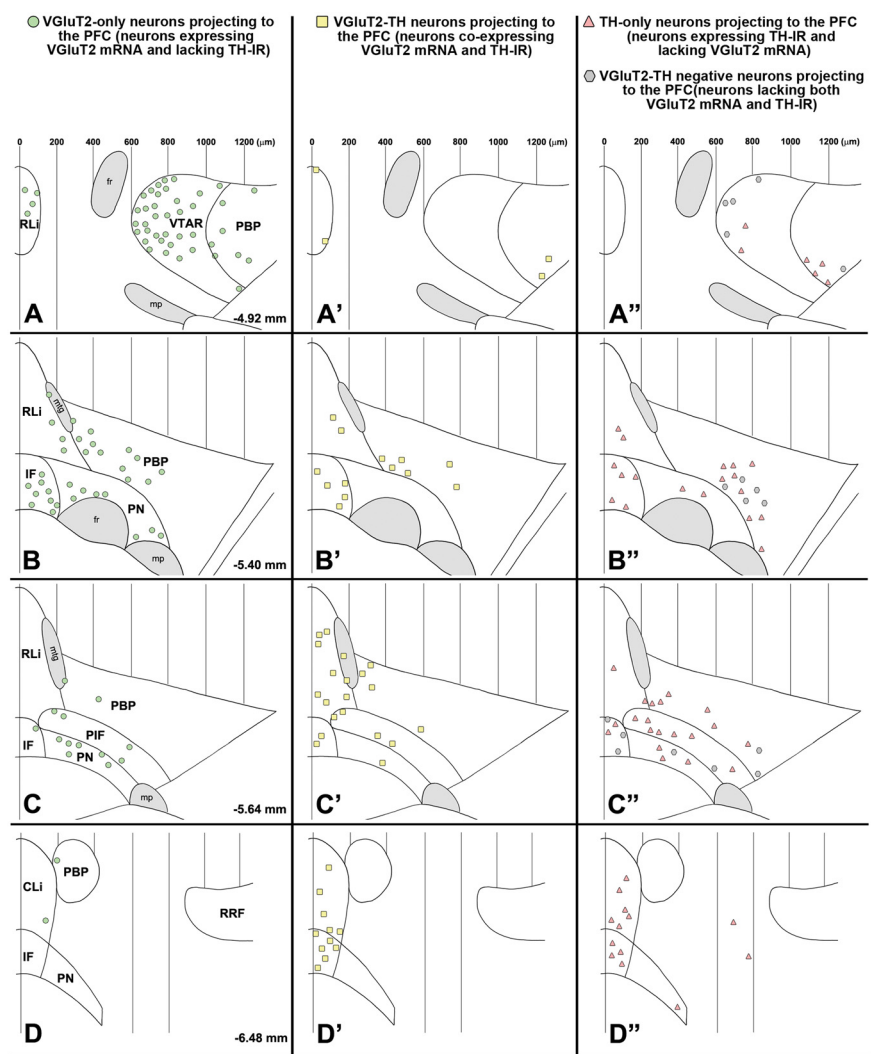 VGluT2-only neurons projecting to
the PFC (neurons expressing
VGluT2 mRNA and lacking TH-IR)
VGluT2-TH neurons projecting to
the PFC (neurons co-expressing
VGluT2 mRNA and TH-IR)
TH-only neurons projecting to the PFC
(neurons expressing TH-IR and
lacking VGluT2 mRNA)
VGluT2-TH negative neurons projecting
to the PFC(neurons lacking both
VGluT2 mRNA and TH-IR)
0 200 400 600 800 1000 (µm)
0 200 400 600 800 1000 1200 (µm)
0 200 400 600 800 1000 1200 (µm)
fr
RLi
VTAR
PBP
mp
A
-4.92 mm
A'
A"
mtg
RLi
PBP
IF
PN
fr
mp
B
-5.40 mm
B'
B"
RLi
mtg
PBP
PIF
IF
PN
mp
C
-5.64 mm
C'
C"
PBP
CLi
RRF
IF
PN
D
-6.48 mm
D'
D"